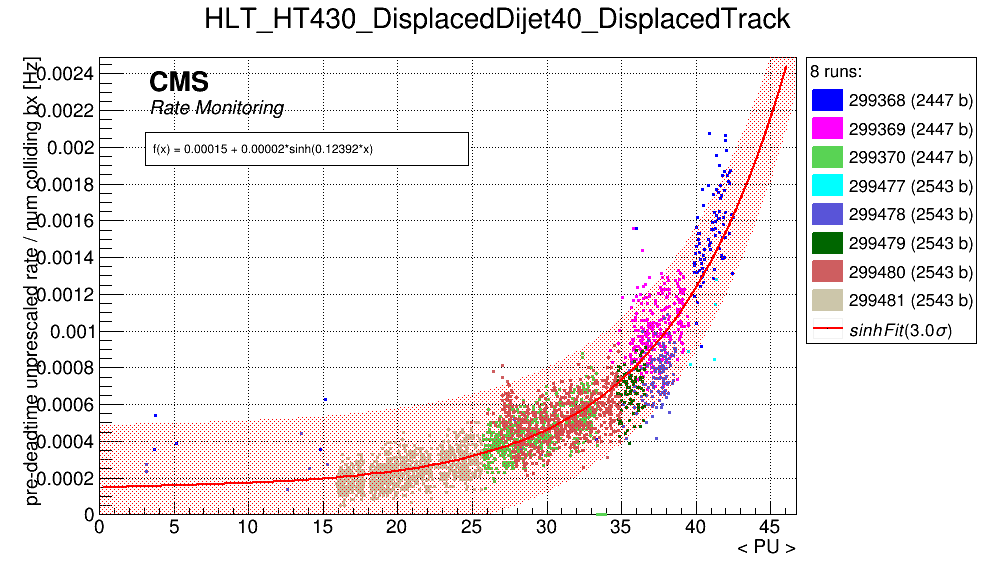 HLT_HT430_DisplacedDijet40_DisplacedTrack
pre-deadtime unprescaled rate / num colliding bx [Hz]
0.0024
0.0022
0.002
0.0018
0.0016
0.0014
0.0012
0.001
0.0008
0.0006
0.0004
0.0002
0
CMS
Rate Monitoring
f(x) = 0.00015 + 0.00002*sinh(0.12392*x)
0 5 10 15 20 25 30 35 40 45
< PU >
8 runs:
299368 (2447 b)
299369 (2447 b)
299370 (2447 b)
299477 (2543 b)
299478 (2543 b)
299479 (2543 b)
299480 (2543 b)
299481 (2543 b)
sinhFit(3.0σ)